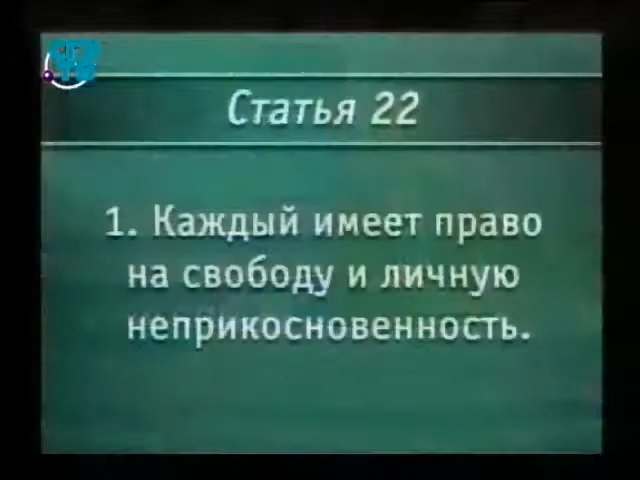 Статья 22
1. Каждый имеет право
на свободу и личную
неприкосновенность.